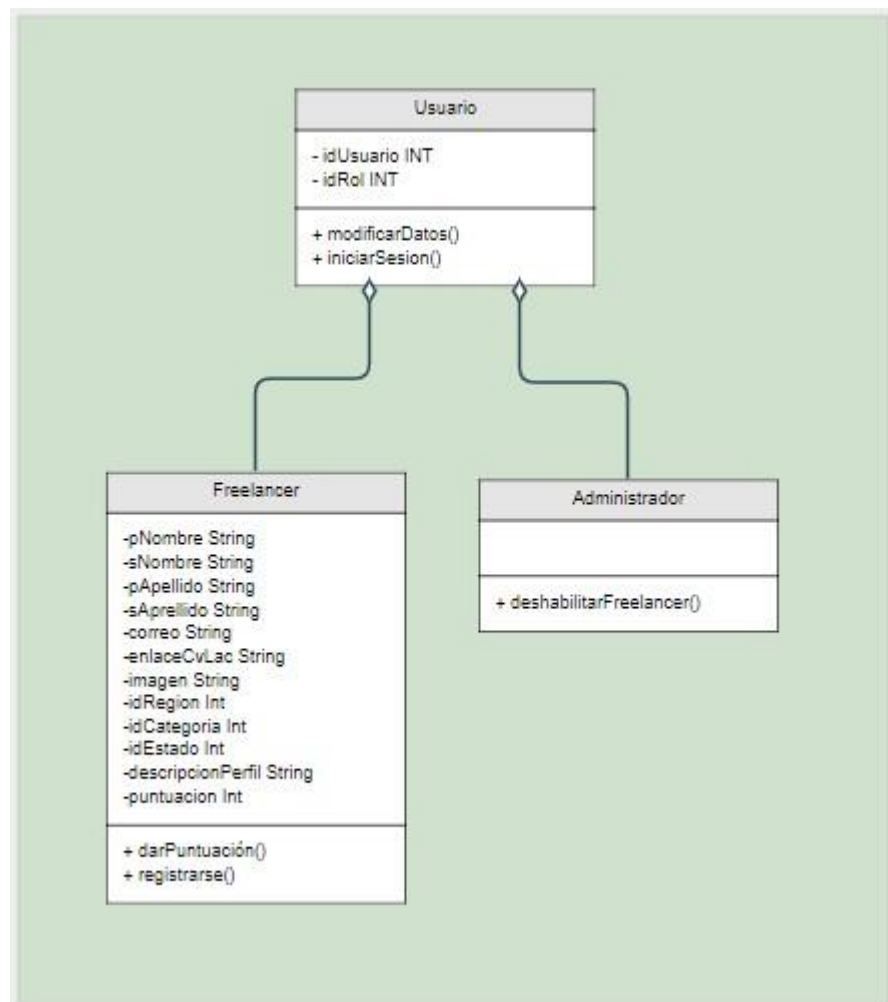 Usuario
- idUsuario INT
- idRol INT
+ modificarDatos()
+ iniciarSesion()
Freelancer
-pNombre String
-sNombre String
-pApellido String
-sAprellido String
-correo String
-enlaceCvLac String
-imagen String
-idRegion Int
-idCategoria Int
-idEstado Int
-descripcionPerfil String
-puntuacion Int
+ darPuntuación()
+ registrarse()
Administrador
+ deshabilitarFreelancer()